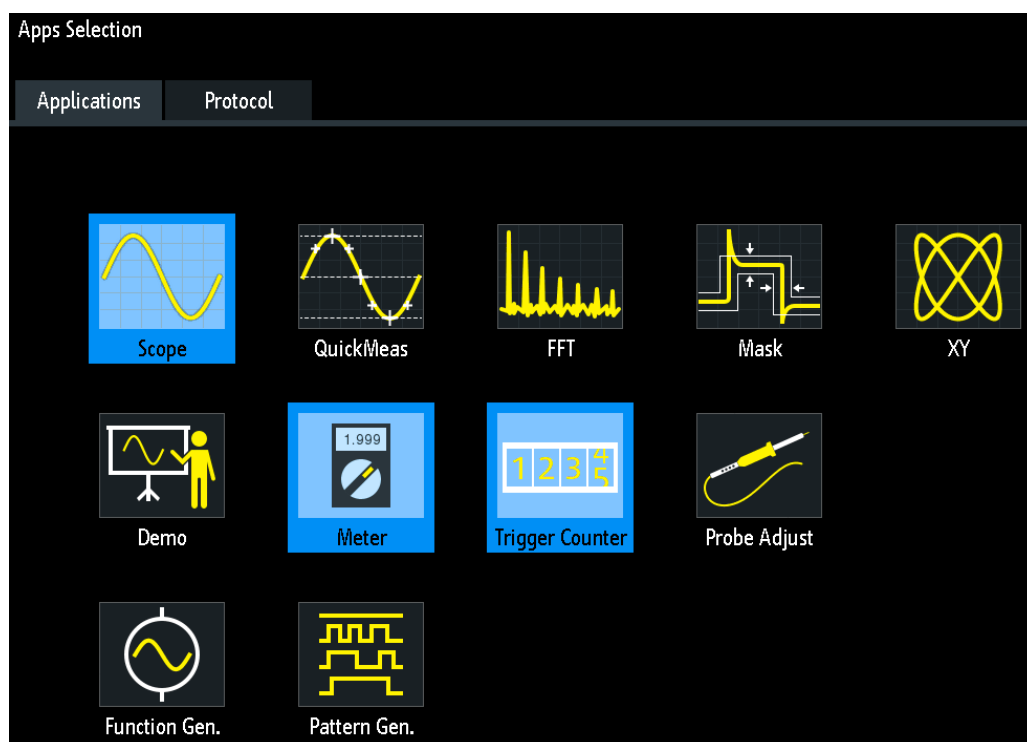 Apps Selection
Applications Protocol
Scope QuickMeas FFT Mask XY
1.999
1 2 3 4 5
Demo Meter Trigger Counter Probe Adjust
Function Gen. Pattern Gen.